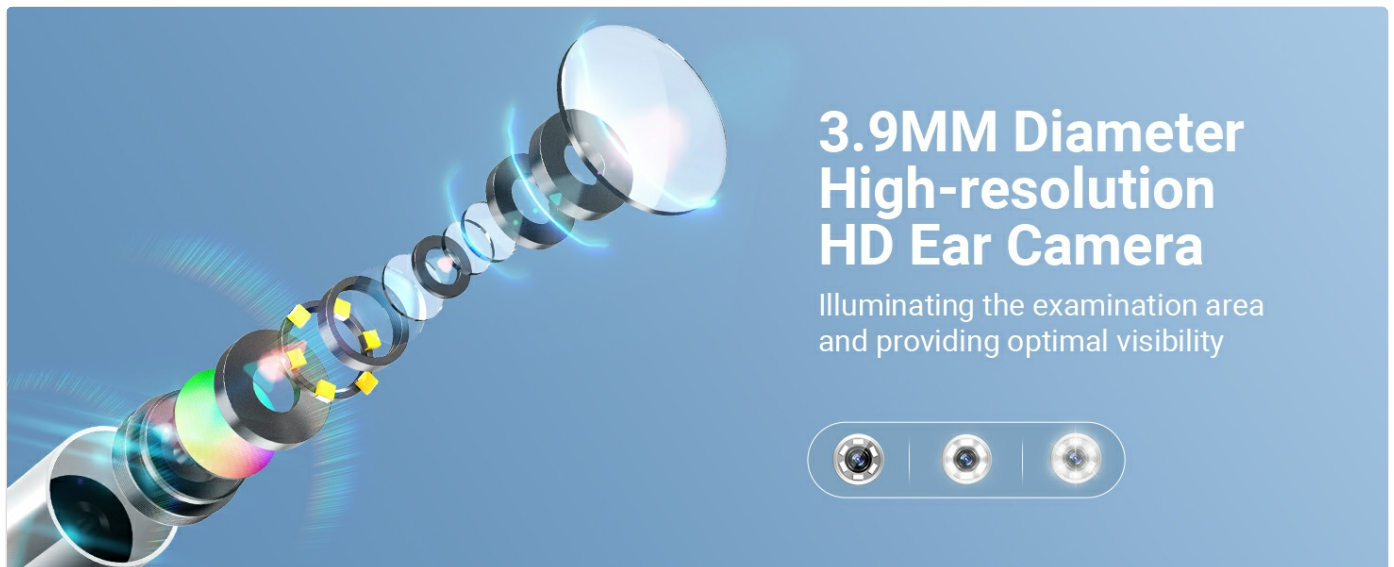 3.9MM Diameter
High-resolution
HD Ear Camera
Illuminating the examination area
and providing optimal visibility